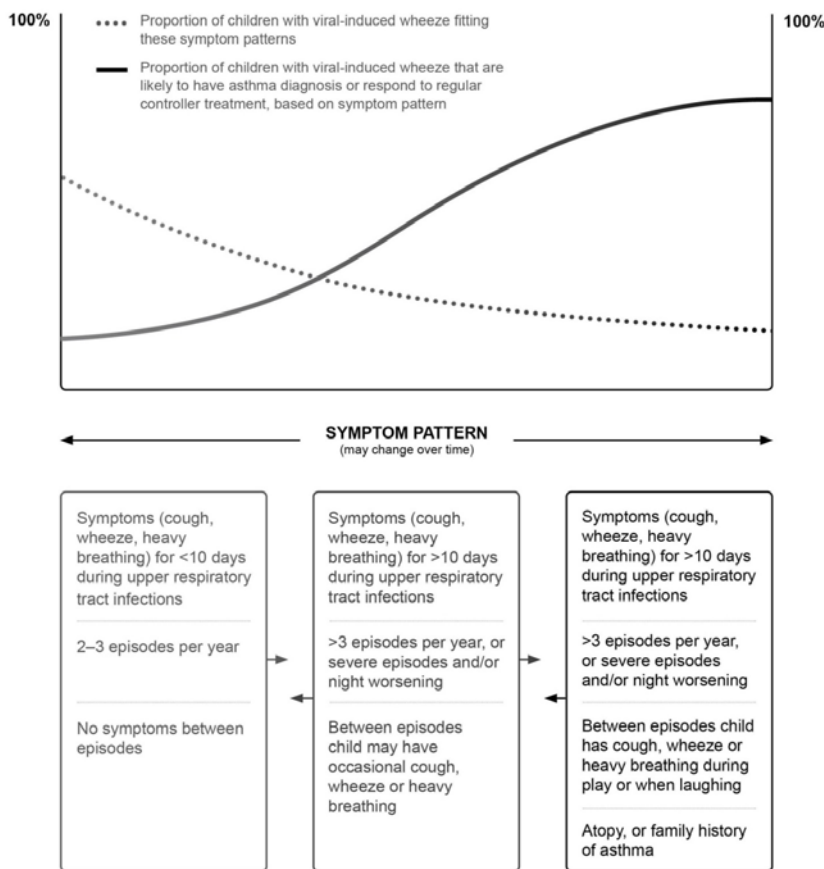 100%
100%
Proportion of children with viral-induced wheeze fitting
these symptom patterns
Proportion of children with viral-induced wheeze that are
likely to have asthma diagnosis or respond to regular
controller treatment, based on symptom pattern
SYMPTOM PATTERN
(may change over time)
Symptoms (cough,
wheeze, heavy
breathing) for <10 days
during upper respiratory
tract infections
2–3 episodes per year
No symptoms between
episodes
Symptoms (cough,
wheeze, heavy
breathing) for >10 days
during upper respiratory
tract infections
>3 episodes per year, or
severe episodes and/or
night worsening
Between episodes
child may have
occasional cough,
wheeze or heavy
breathing
Symptoms (cough,
wheeze, heavy
breathing) for >10 days
during upper respiratory
tract infections
>3 episodes per year,
or severe episodes
and/or night worsening
Between episodes child
has cough, wheeze or
heavy breathing during
play or when laughing
Atopy, or family history
of asthma